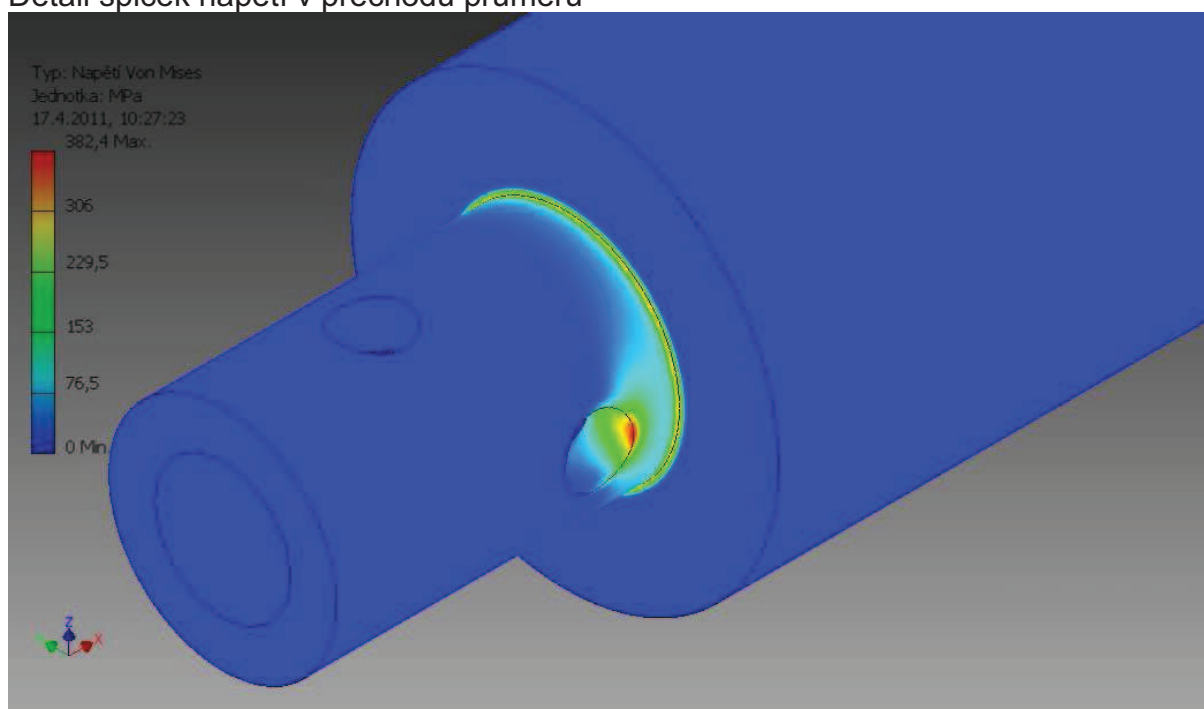 Detail špiček napětí v přechodu průměru
Typ: Napětí Von Mises
Jednotka: MPa
17.4.2011, 10:27:23
382,4 Max.
306
229,5
153
76,5
0 Min.
Z
X